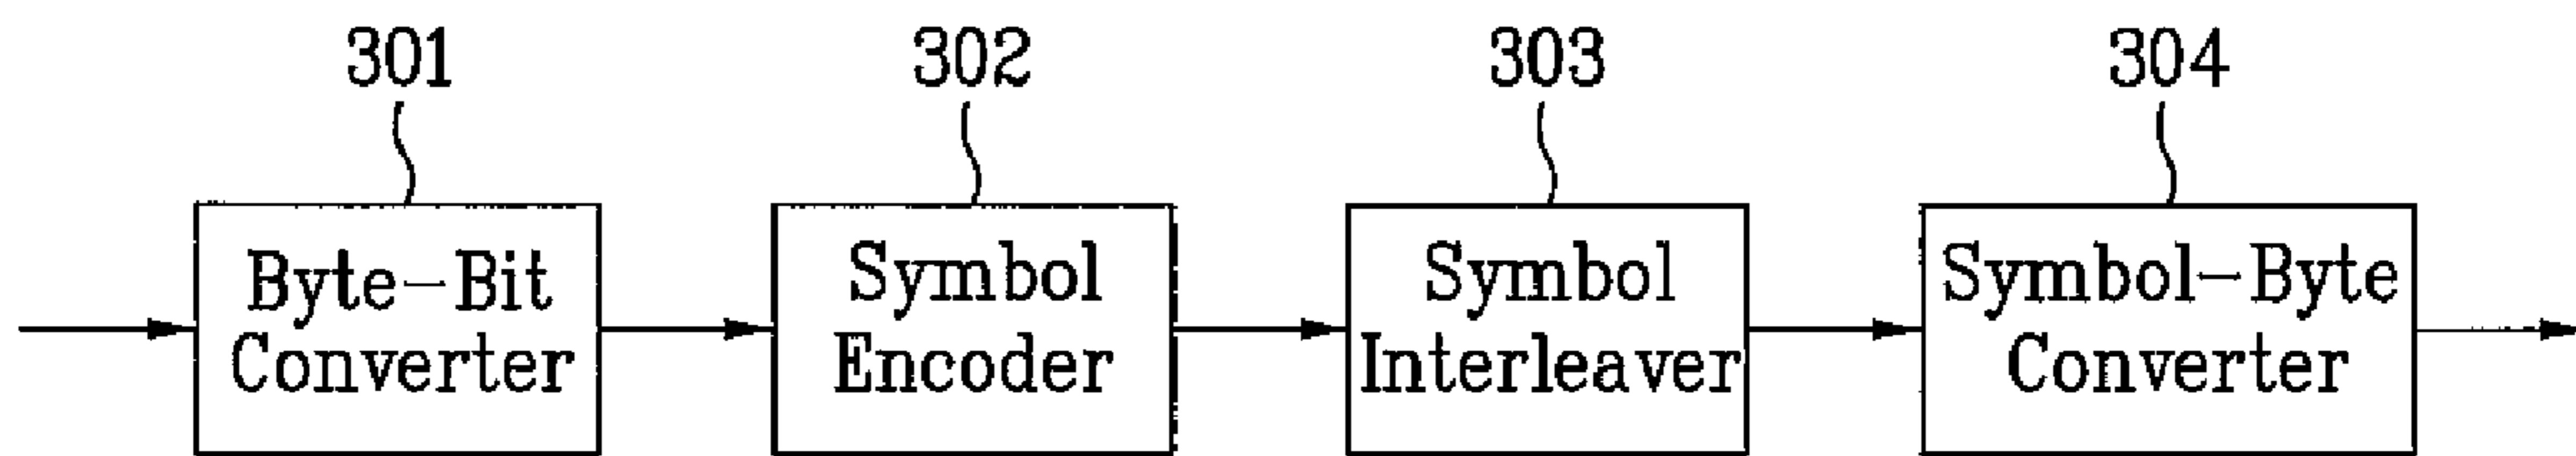 301
302
303
304
Byte-Bit
Converter
Symbol
Encoder
Symbol
Interleaver
Symbol-Byte
Converter